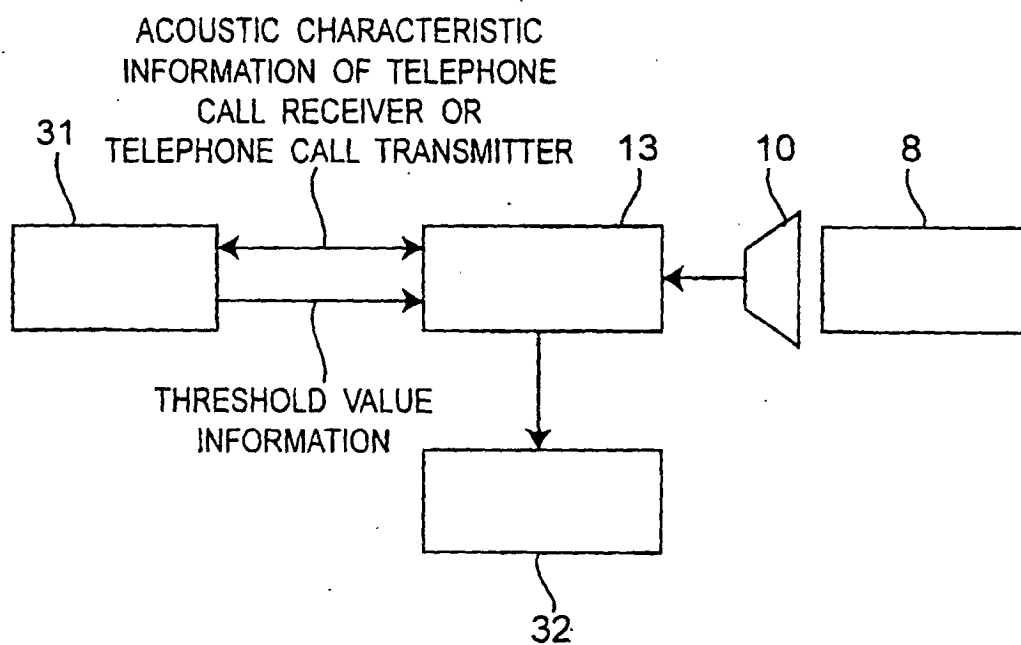 ACOUSTIC CHARACTERISTIC
INFORMATION OF TELEPHONE
CALL RECEIVER OR
TELEPHONE CALL TRANSMITTER
31
13
10
8
THRESHOLD VALUE
INFORMATION
32